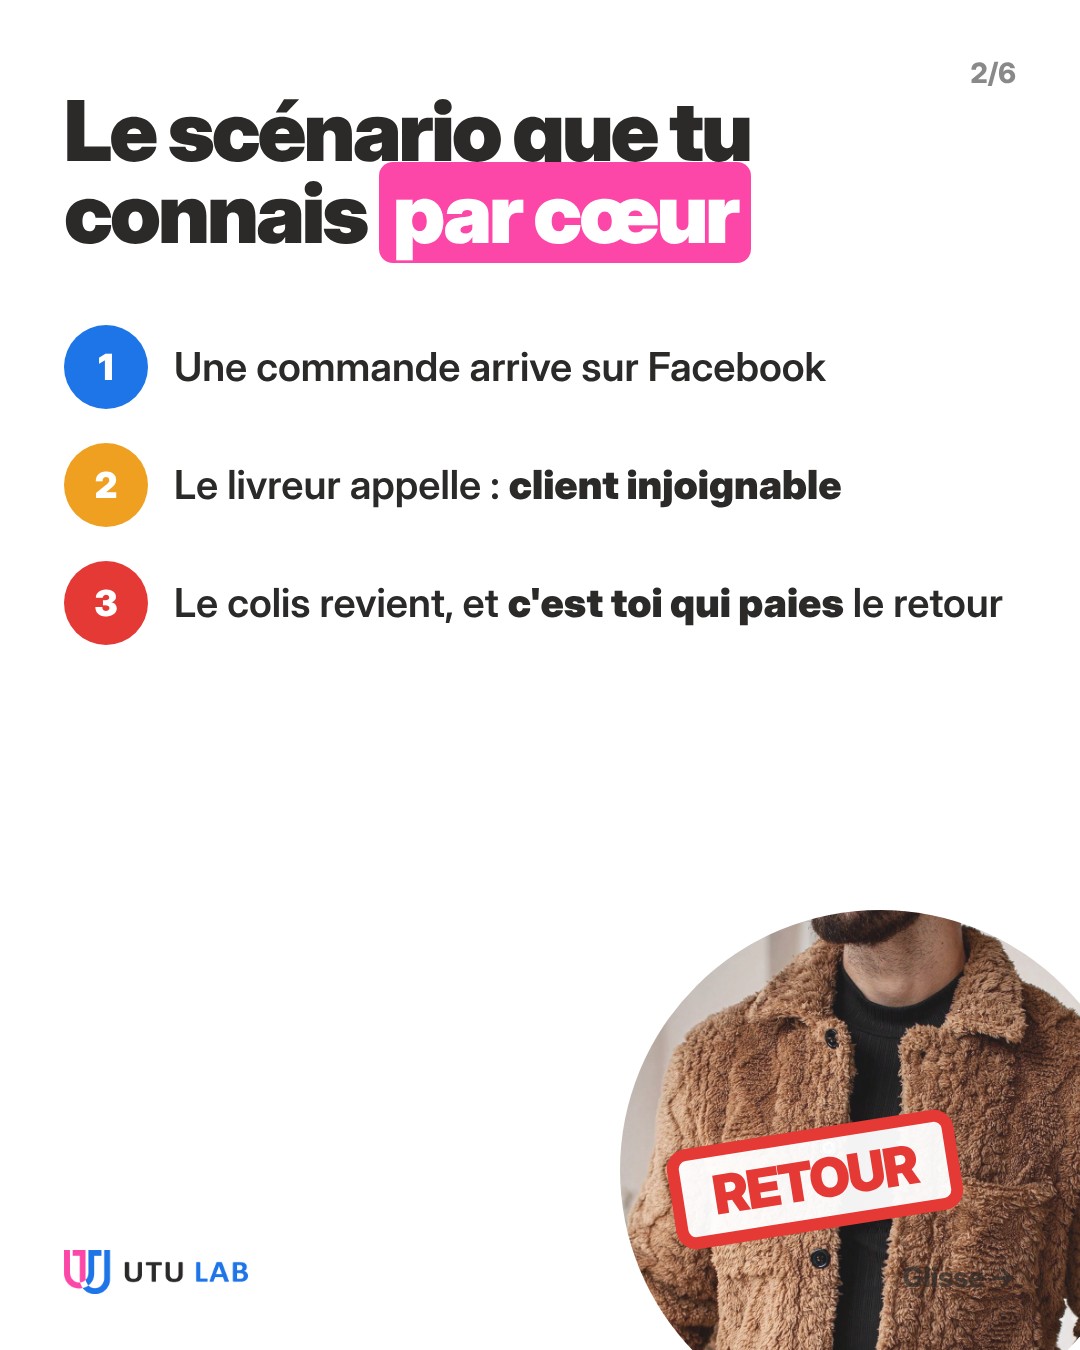 2/6
Le scénario que tu
connais par cœur
1 Une commande arrive sur Facebook
2 Le livreur appelle : client injoignable
3 Le colis revient, et c'est toi qui paies le retour
RETOUR
Glisse →
UTU LAB